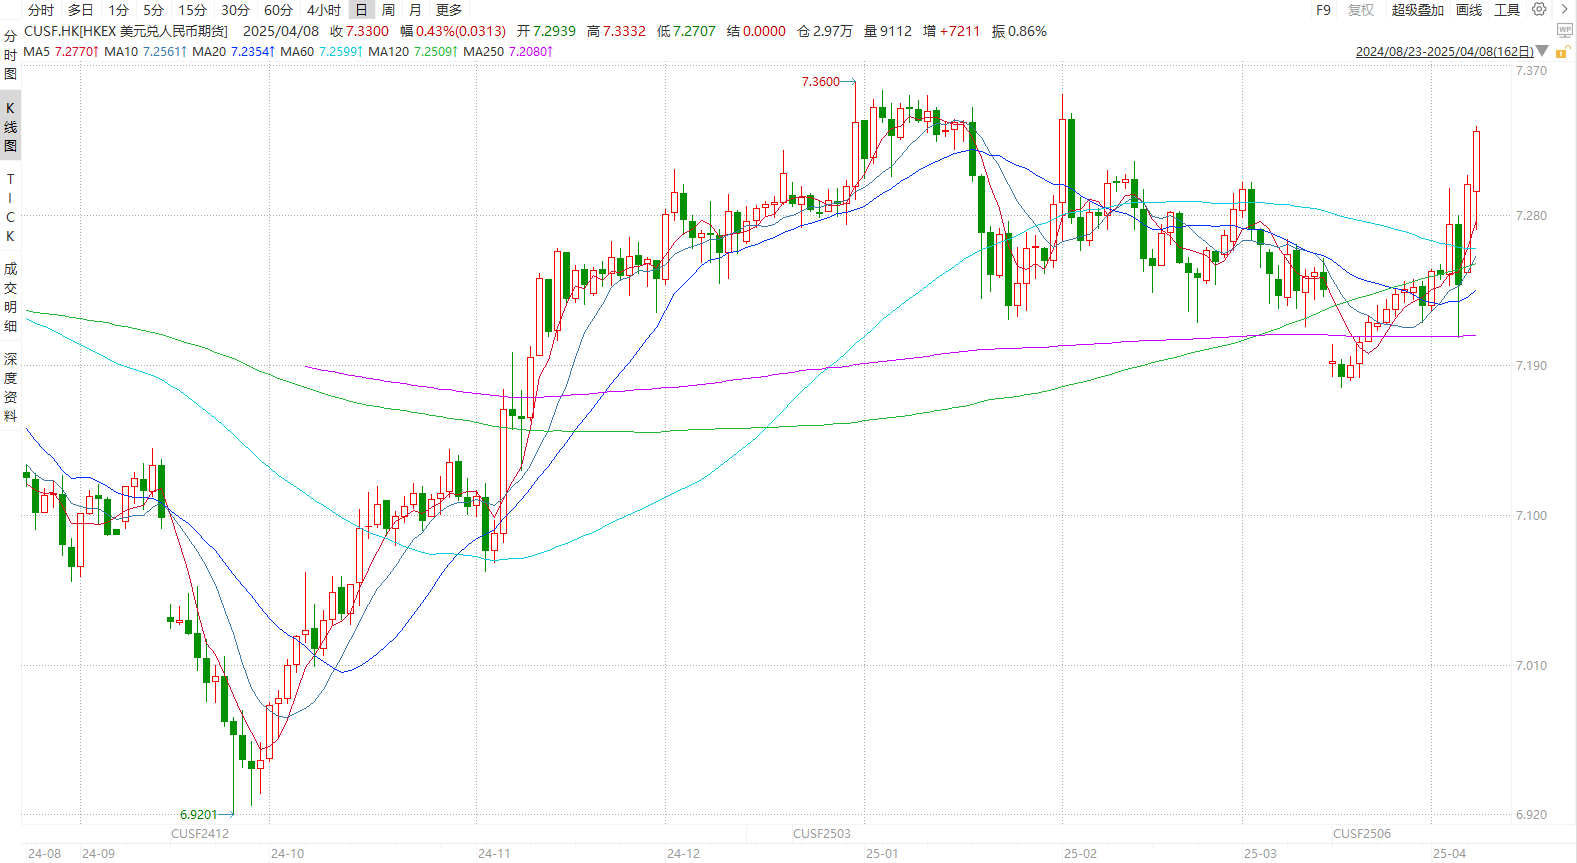 分时 多日 1分 5分 15分 30分 60分 4小时 日 周 月 更多 F9 复权 超级叠加 画线 工具
CUSF.HK[HKEX 美元兑人民币期货] 2025/04/08 收7.3300 幅0.43%(0.0313) 开7.2939 高7.3332 低7.2707 结0.0000 仓2.97万 量9112 增+7211 振0.86%
WP
MA5 7.2770↑ MA10 7.2561↑ MA20 7.2354↑ MA60 7.2599↑ MA120 7.2509↑ MA250 7.2080↑
2024/08/23-2025/04/08(162日)
分时图
K线图
TICK
成交明细
深度资料
7.370
7.3600
7.280
7.190
7.100
7.010
6.9201
6.920
CUSF2412 CUSF2503 CUSF2506
24-08 24-09 24-10 24-11 24-12 25-01 25-02 25-03 25-04